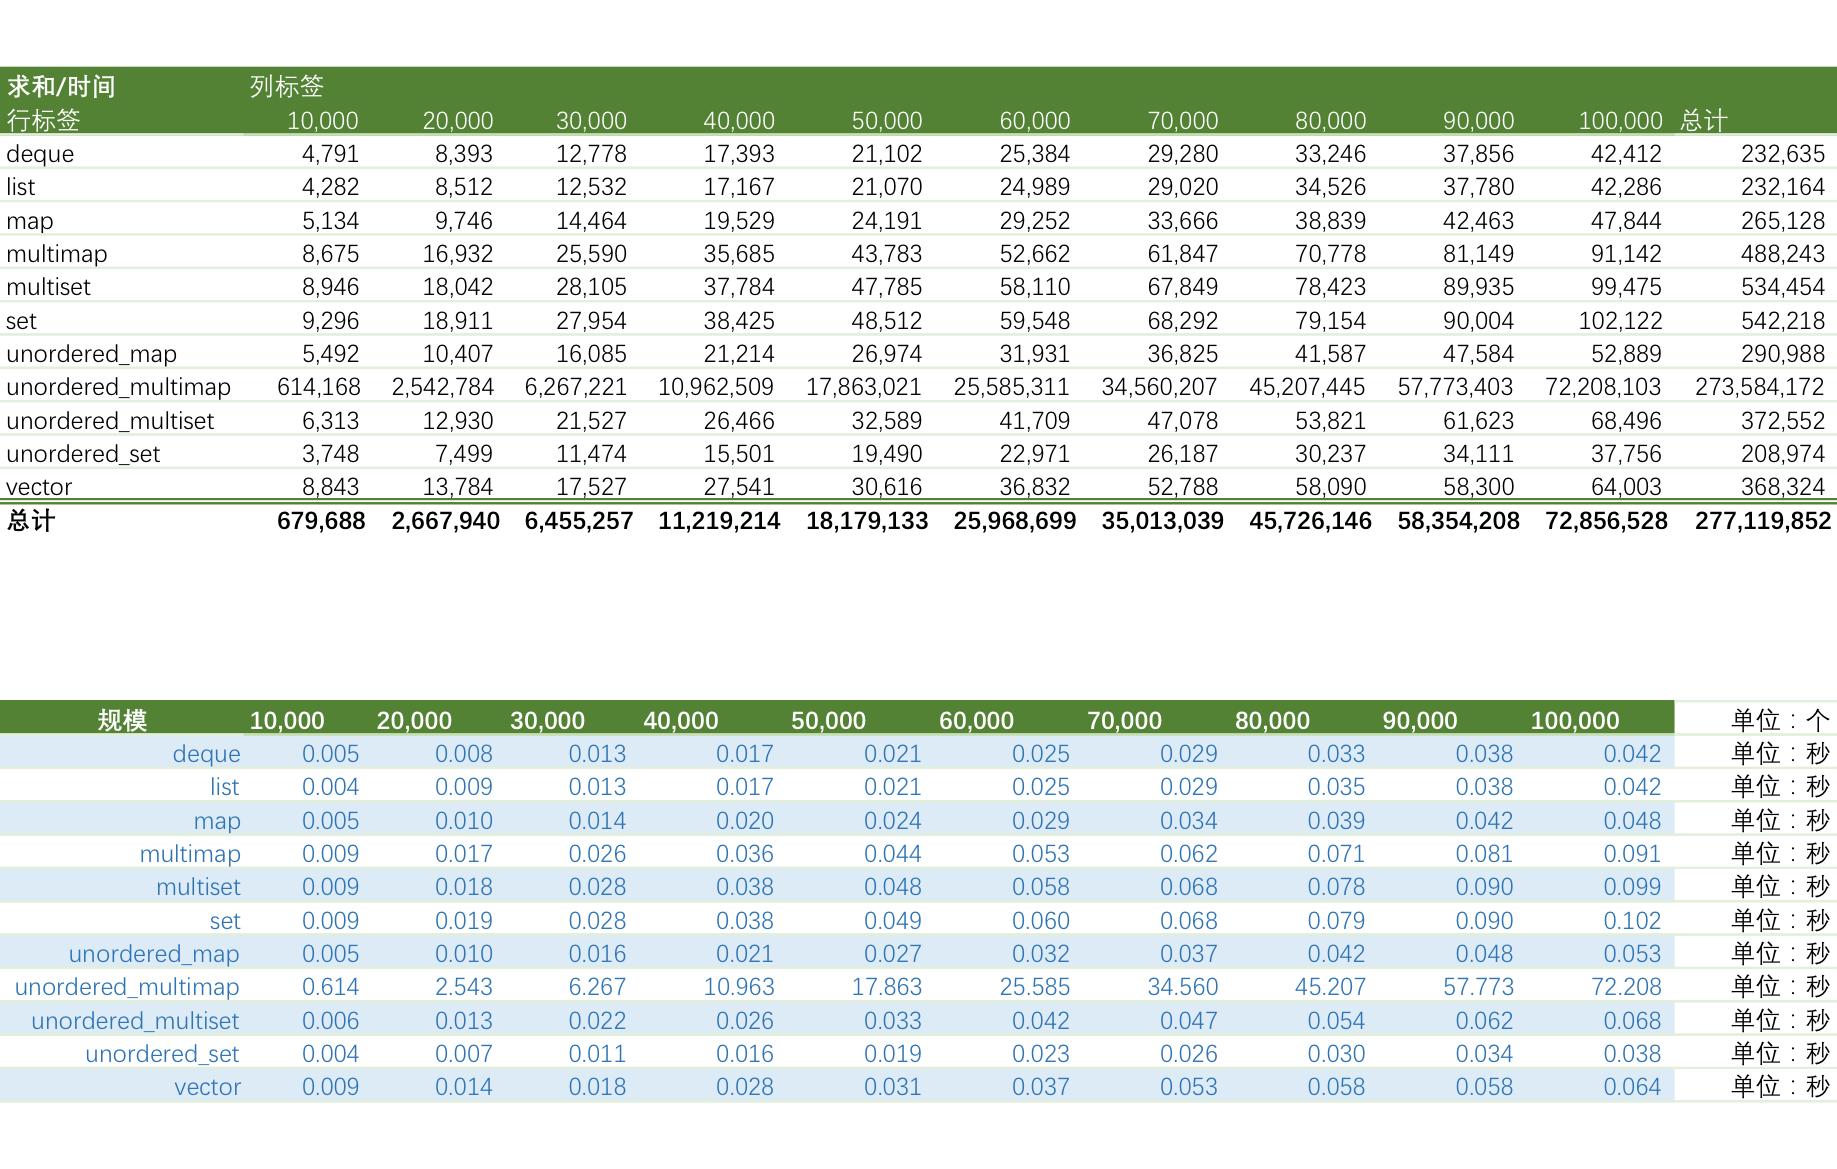 求和/时间 列标签
行标签 10,000 20,000 30,000 40,000 50,000 60,000 70,000 80,000 90,000 100,000 总计
deque 4,791 8,393 12,778 17,393 21,102 25,384 29,280 33,246 37,856 42,412 232,635
list 4,282 8,512 12,532 17,167 21,070 24,989 29,020 34,526 37,780 42,286 232,164
map 5,134 9,746 14,464 19,529 24,191 29,252 33,666 38,839 42,463 47,844 265,128
multimap 8,675 16,932 25,590 35,685 43,783 52,662 61,847 70,778 81,149 91,142 488,243
multiset 8,946 18,042 28,105 37,784 47,785 58,110 67,849 78,423 89,935 99,475 534,454
set 9,296 18,911 27,954 38,425 48,512 59,548 68,292 79,154 90,004 102,122 542,218
unordered_map 5,492 10,407 16,085 21,214 26,974 31,931 36,825 41,587 47,584 52,889 290,988
unordered_multimap 614,168 2,542,784 6,267,221 10,962,509 17,863,021 25,585,311 34,560,207 45,207,445 57,773,403 72,208,103 273,584,172
unordered_multiset 6,313 12,930 21,527 26,466 32,589 41,709 47,078 53,821 61,623 68,496 372,552
unordered_set 3,748 7,499 11,474 15,501 19,490 22,971 26,187 30,237 34,111 37,756 208,974
vector 8,843 13,784 17,527 27,541 30,616 36,832 52,788 58,090 58,300 64,003 368,324
总计 679,688 2,667,940 6,455,257 11,219,214 18,179,133 25,968,699 35,013,039 45,726,146 58,354,208 72,856,528 277,119,852
规模 10,000 20,000 30,000 40,000 50,000 60,000 70,000 80,000 90,000 100,000 单位：个
deque 0.005 0.008 0.013 0.017 0.021 0.025 0.029 0.033 0.038 0.042 单位：秒
list 0.004 0.009 0.013 0.017 0.021 0.025 0.029 0.035 0.038 0.042 单位：秒
map 0.005 0.010 0.014 0.020 0.024 0.029 0.034 0.039 0.042 0.048 单位：秒
multimap 0.009 0.017 0.026 0.036 0.044 0.053 0.062 0.071 0.081 0.091 单位：秒
multiset 0.009 0.018 0.028 0.038 0.048 0.058 0.068 0.078 0.090 0.099 单位：秒
set 0.009 0.019 0.028 0.038 0.049 0.060 0.068 0.079 0.090 0.102 单位：秒
unordered_map 0.005 0.010 0.016 0.021 0.027 0.032 0.037 0.042 0.048 0.053 单位：秒
unordered_multimap 0.614 2.543 6.267 10.963 17.863 25.585 34.560 45.207 57.773 72.208 单位：秒
unordered_multiset 0.006 0.013 0.022 0.026 0.033 0.042 0.047 0.054 0.062 0.068 单位：秒
unordered_set 0.004 0.007 0.011 0.016 0.019 0.023 0.026 0.030 0.034 0.038 单位：秒
vector 0.009 0.014 0.018 0.028 0.031 0.037 0.053 0.058 0.058 0.064 单位：秒